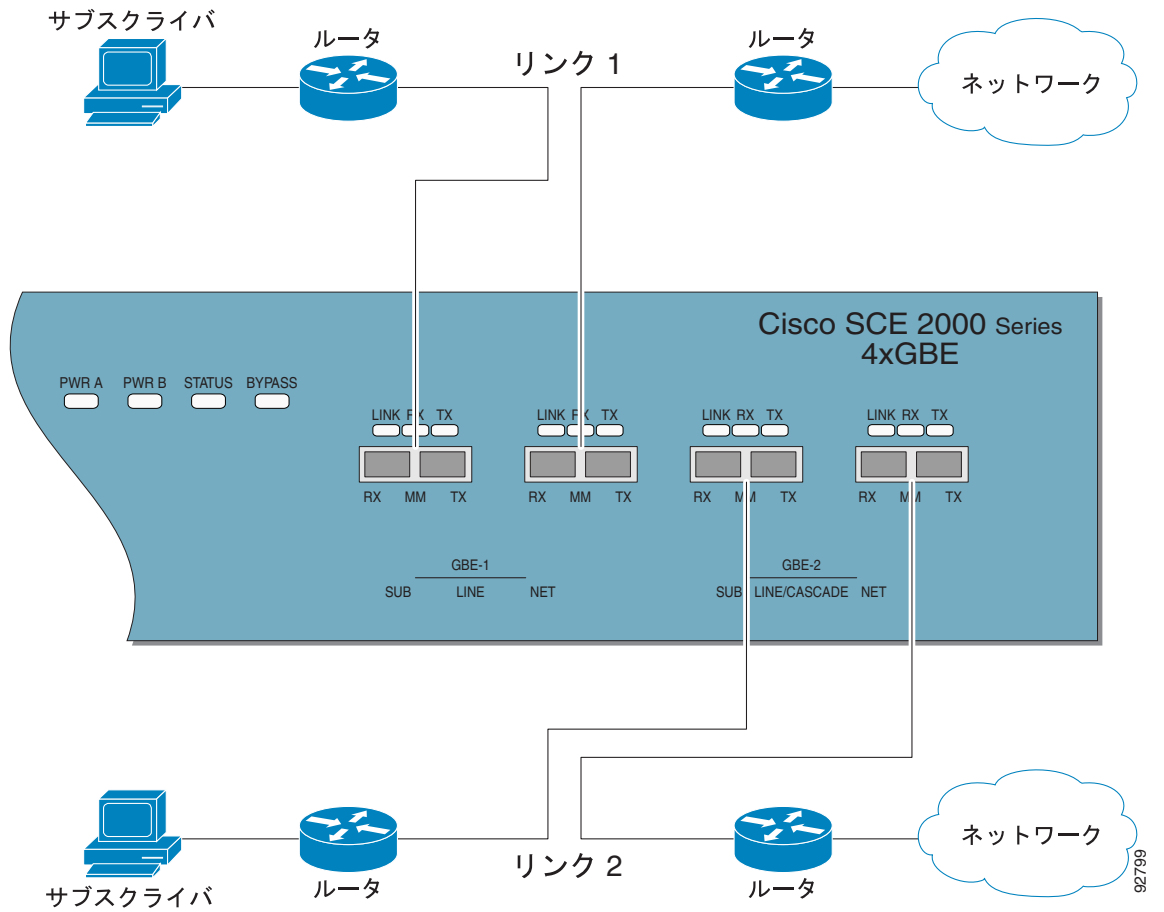 サブスクライバ
ルータ
リンク 1
ルータ
ネットワーク
Cisco SCE 2000 Series
4xGBE
PWR A PWR B STATUS BYPASS
LINK RX TX LINK RX TX LINK RX TX LINK RX TX
RX MM TX RX MM TX RX MM TX RX MM TX
GBE-1 GBE-2
SUB LINE NET SUB LINE/CASCADE NET
ネットワーク
リンク 2
サブスクライバ
ルータ
ルータ
92799